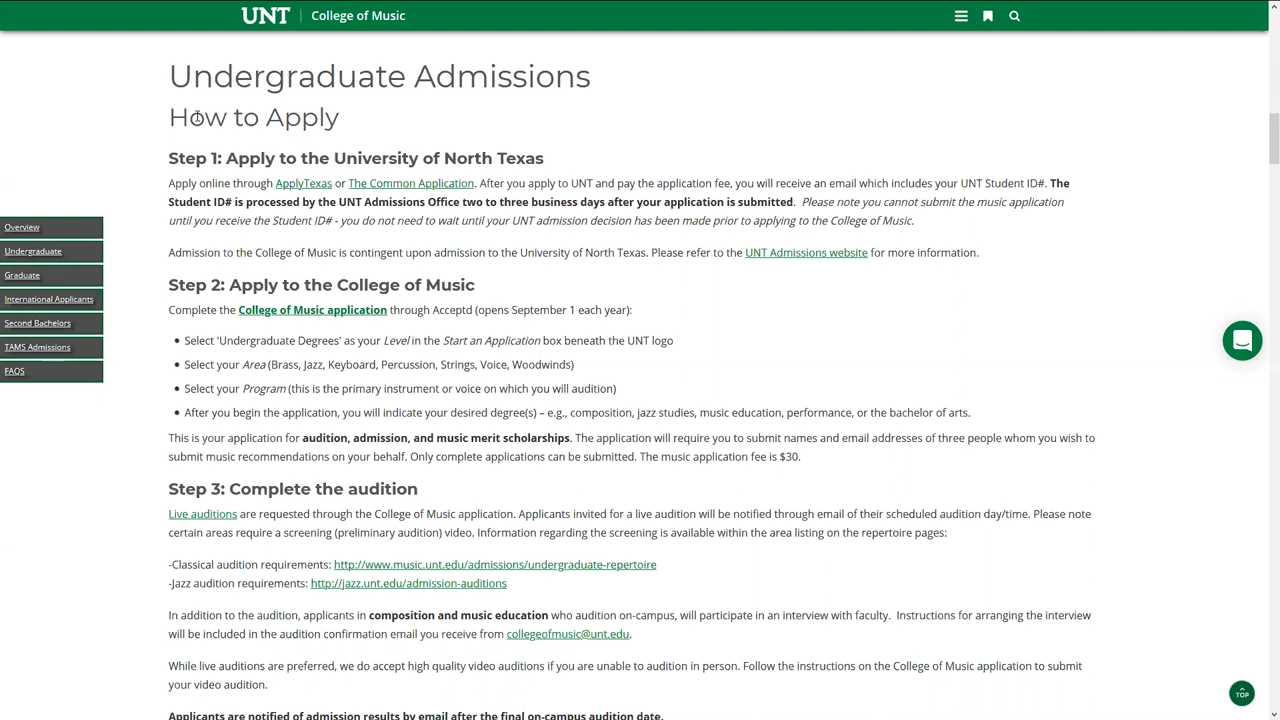 UNT College of Music
Undergraduate Admissions
How to Apply
Step 1: Apply to the University of North Texas
Apply online through ApplyTexas or The Common Application. After you apply to UNT and pay the application fee, you will receive an email which includes your UNT Student ID#. The
Student ID# is processed by the UNT Admissions Office two to three business days after your application is submitted. Please note you cannot submit the music application
until you receive the Student ID# - you do not need to wait until your UNT admission decision has been made prior to applying to the College of Music.
Overview
Undergraduate
Graduate
International Applicants
Second Bachelors
TAMS Admissions
FAQS
Admission to the College of Music is contingent upon admission to the University of North Texas. Please refer to the UNT Admissions website for more information.
Step 2: Apply to the College of Music
Complete the College of Music application through Acceptd (opens September 1 each year):
• Select 'Undergraduate Degrees' as your Level in the Start an Application box beneath the UNT logo
• Select your Area (Brass, Jazz, Keyboard, Percussion, Strings, Voice, Woodwinds)
• Select your Program (this is the primary instrument or voice on which you will audition)
• After you begin the application, you will indicate your desired degree(s) – e.g., composition, jazz studies, music education, performance, or the bachelor of arts.
This is your application for audition, admission, and music merit scholarships. The application will require you to submit names and email addresses of three people whom you wish to
submit music recommendations on your behalf. Only complete applications can be submitted. The music application fee is $30.
Step 3: Complete the audition
Live auditions are requested through the College of Music application. Applicants invited for a live audition will be notified through email of their scheduled audition day/time. Please note
certain areas require a screening (preliminary audition) video. Information regarding the screening is available within the area listing on the repertoire pages:
-Classical audition requirements: http://www.music.unt.edu/admissions/undergraduate-repertoire
-Jazz audition requirements: http://jazz.unt.edu/admission-auditions
In addition to the audition, applicants in composition and music education who audition on-campus, will participate in an interview with faculty. Instructions for arranging the interview
will be included in the audition confirmation email you receive from collegeofmusic@unt.edu.
While live auditions are preferred, we do accept high quality video auditions if you are unable to audition in person. Follow the instructions on the College of Music application to submit
your video audition.
TOP
Applicants are notified of admission results by email after the final on-campus audition date.